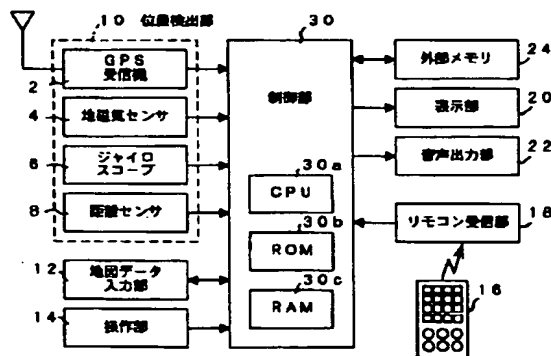 10 位置検出部
30
2
GPS
受信機
4
地磁気センサ
6
ジャイロ
スコープ
8
距離センサ
12
地図データ
入力部
14
操作部
制御部
30a
CPU
30b
ROM
30c
RAM
外部メモリ
24
表示部
20
音声出力部
22
リモコン受信部
18
16